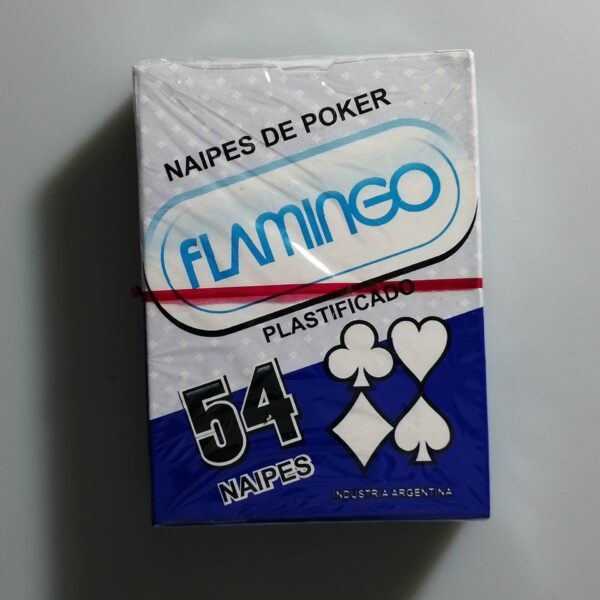 NAIPES DE POKER
FLAMINGO
PLASTIFICADO
54
NAIPES
INDUSTRIA ARGENTINA